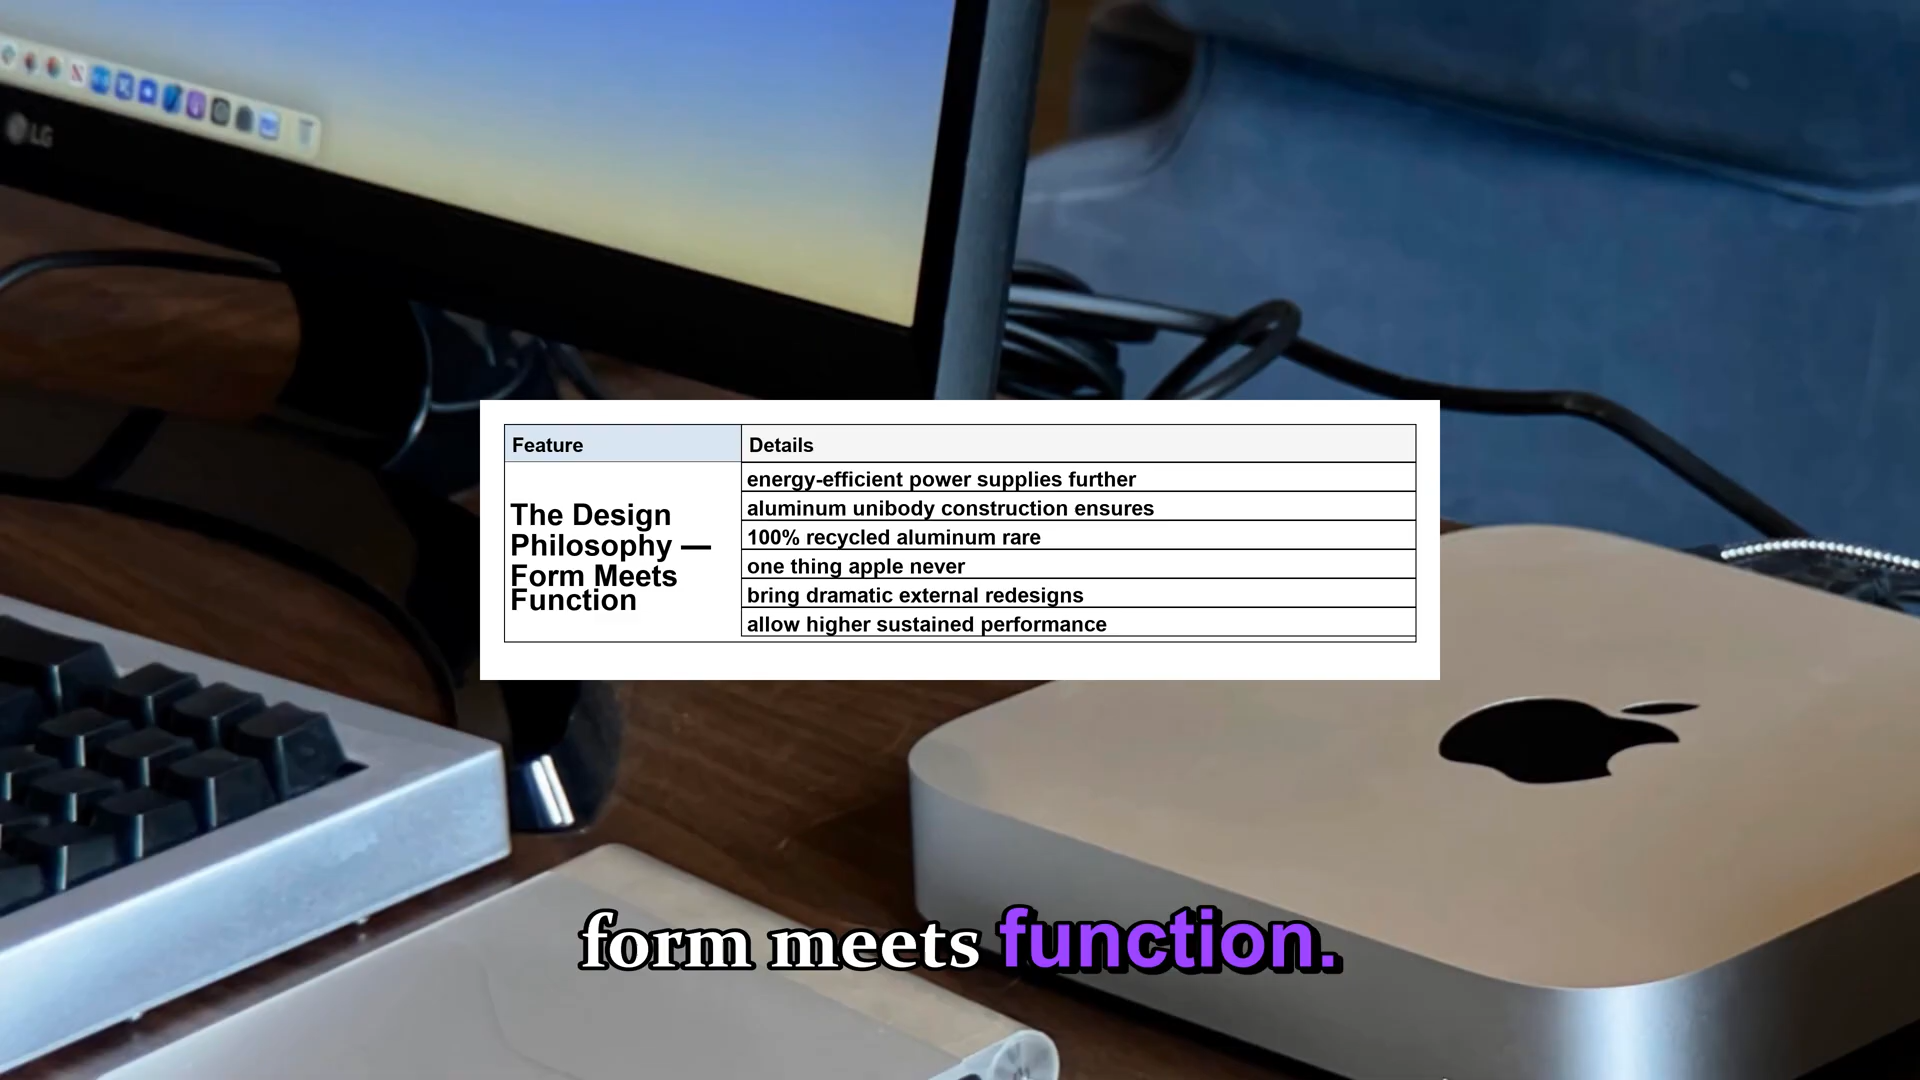 LG
Feature
Details
The Design
Philosophy —
Form Meets
Function
energy-efficient power supplies further
aluminum unibody construction ensures
100% recycled aluminum rare
one thing apple never
bring dramatic external redesigns
allow higher sustained performance
form meets function.